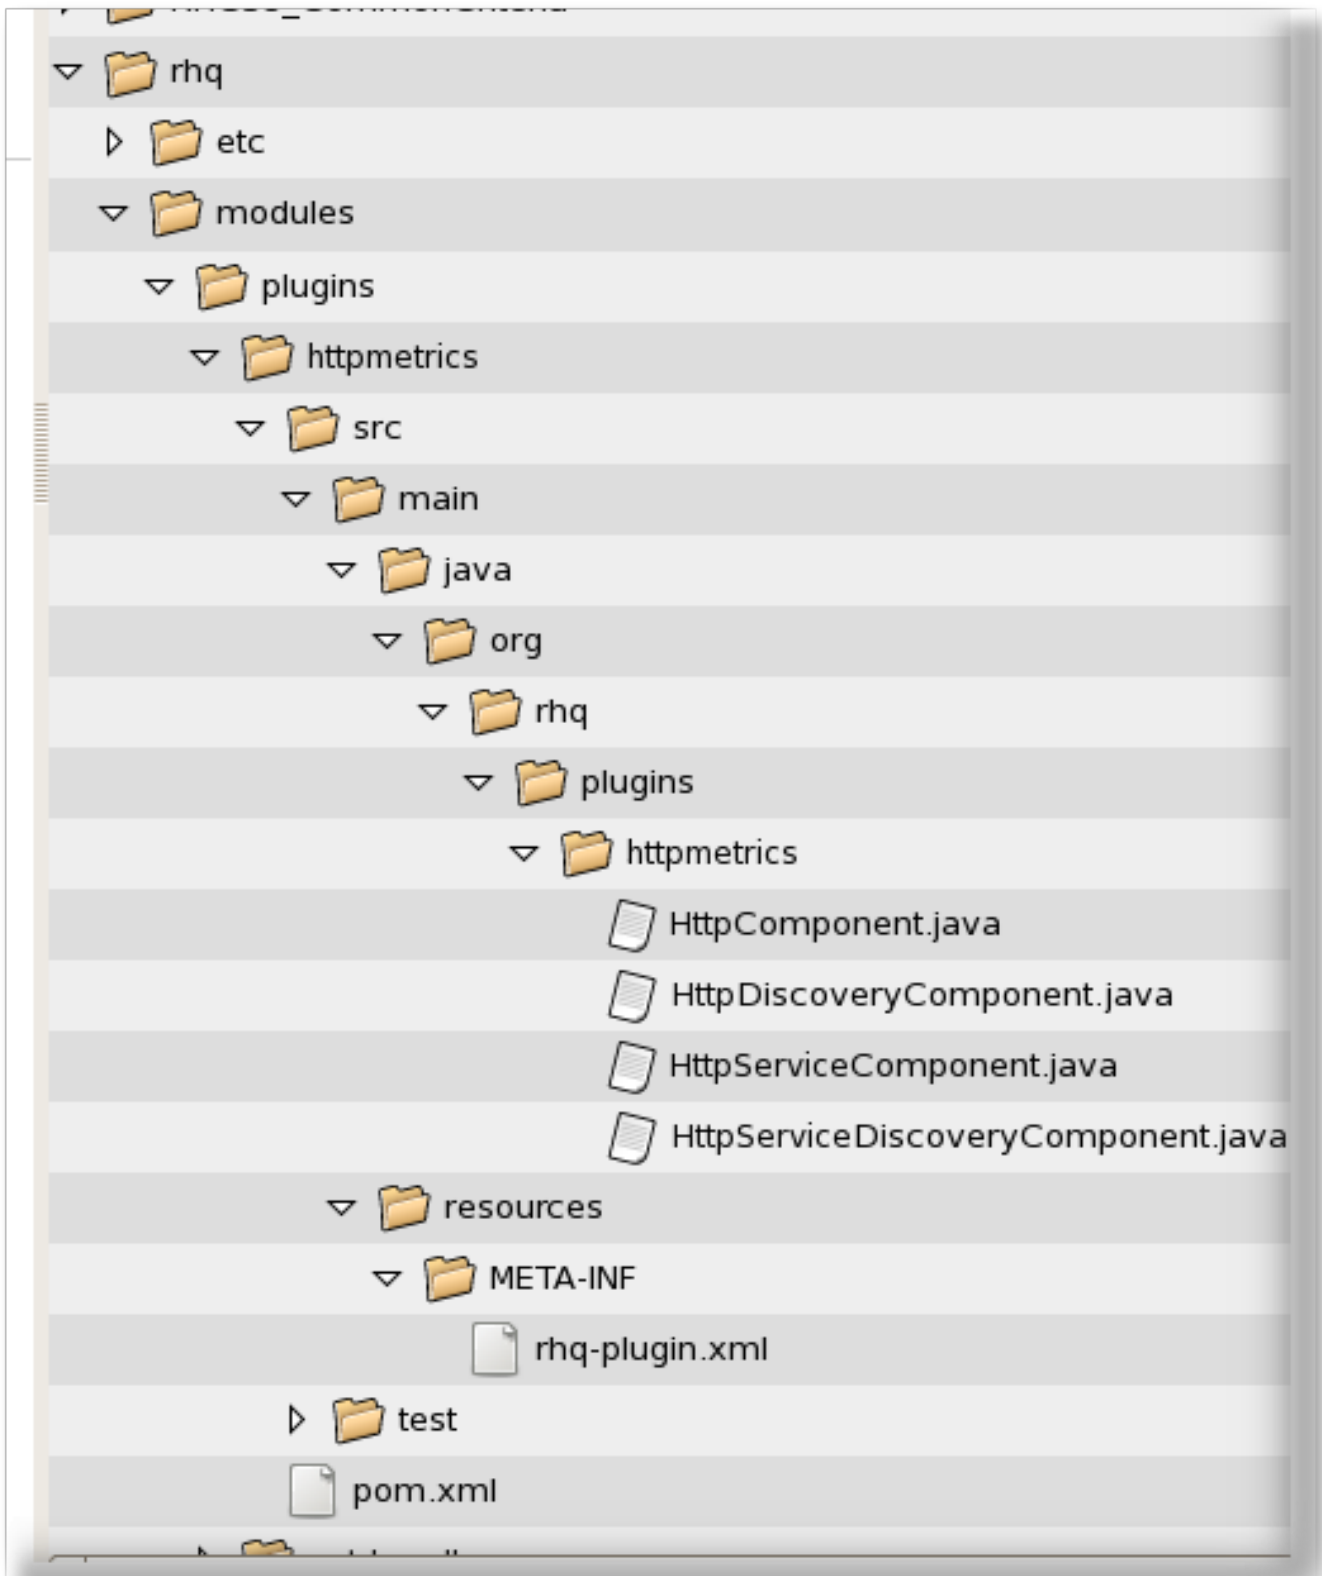 rhq
etc
modules
plugins
httpmetrics
src
main
java
org
rhq
plugins
httpmetrics
HttpComponent.java
HttpDiscoveryComponent.java
HttpServiceComponent.java
HttpServiceDiscoveryComponent.java
resources
META-INF
rhq-plugin.xml
test
pom.xml